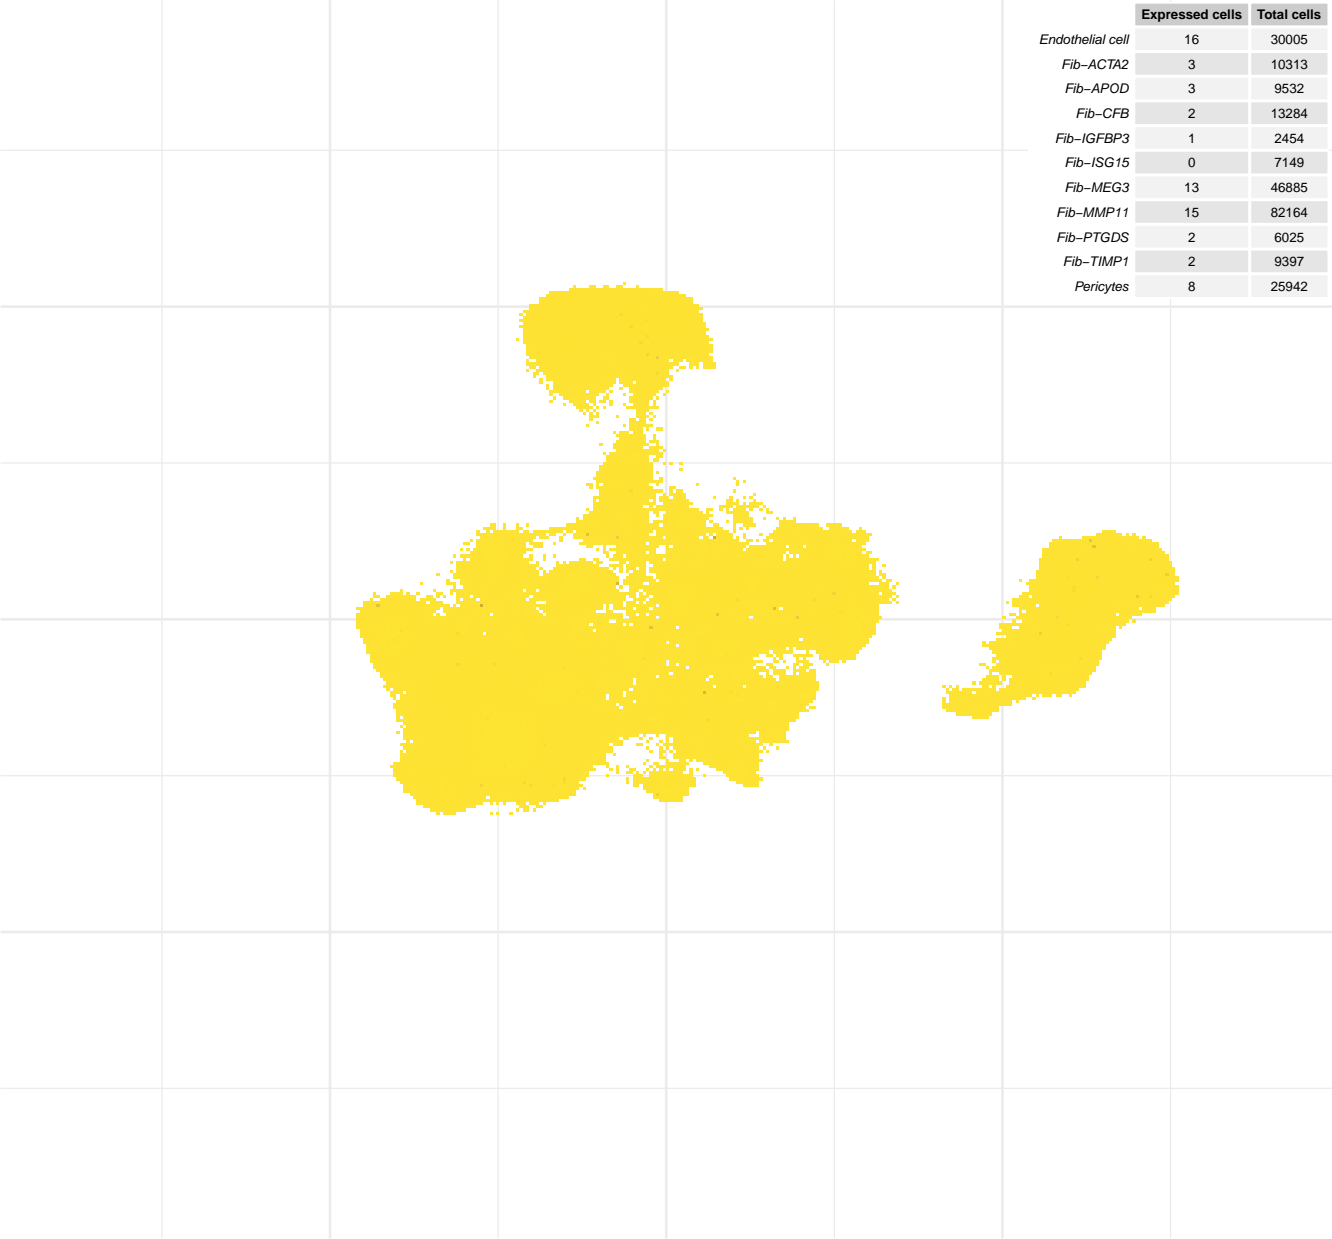 Expressed cells Total cells
Endothelial cell 16 30005
Fib−ACTA2 3 10313
Fib−APOD 3 9532
Fib−CFB 2 13284
Fib−IGFBP3 1 2454
Fib−ISG15 0 7149
Fib−MEG3 13 46885
Fib−MMP11 15 82164
Fib−PTGDS 2 6025
Fib−TIMP1 2 9397
Pericytes 8 25942